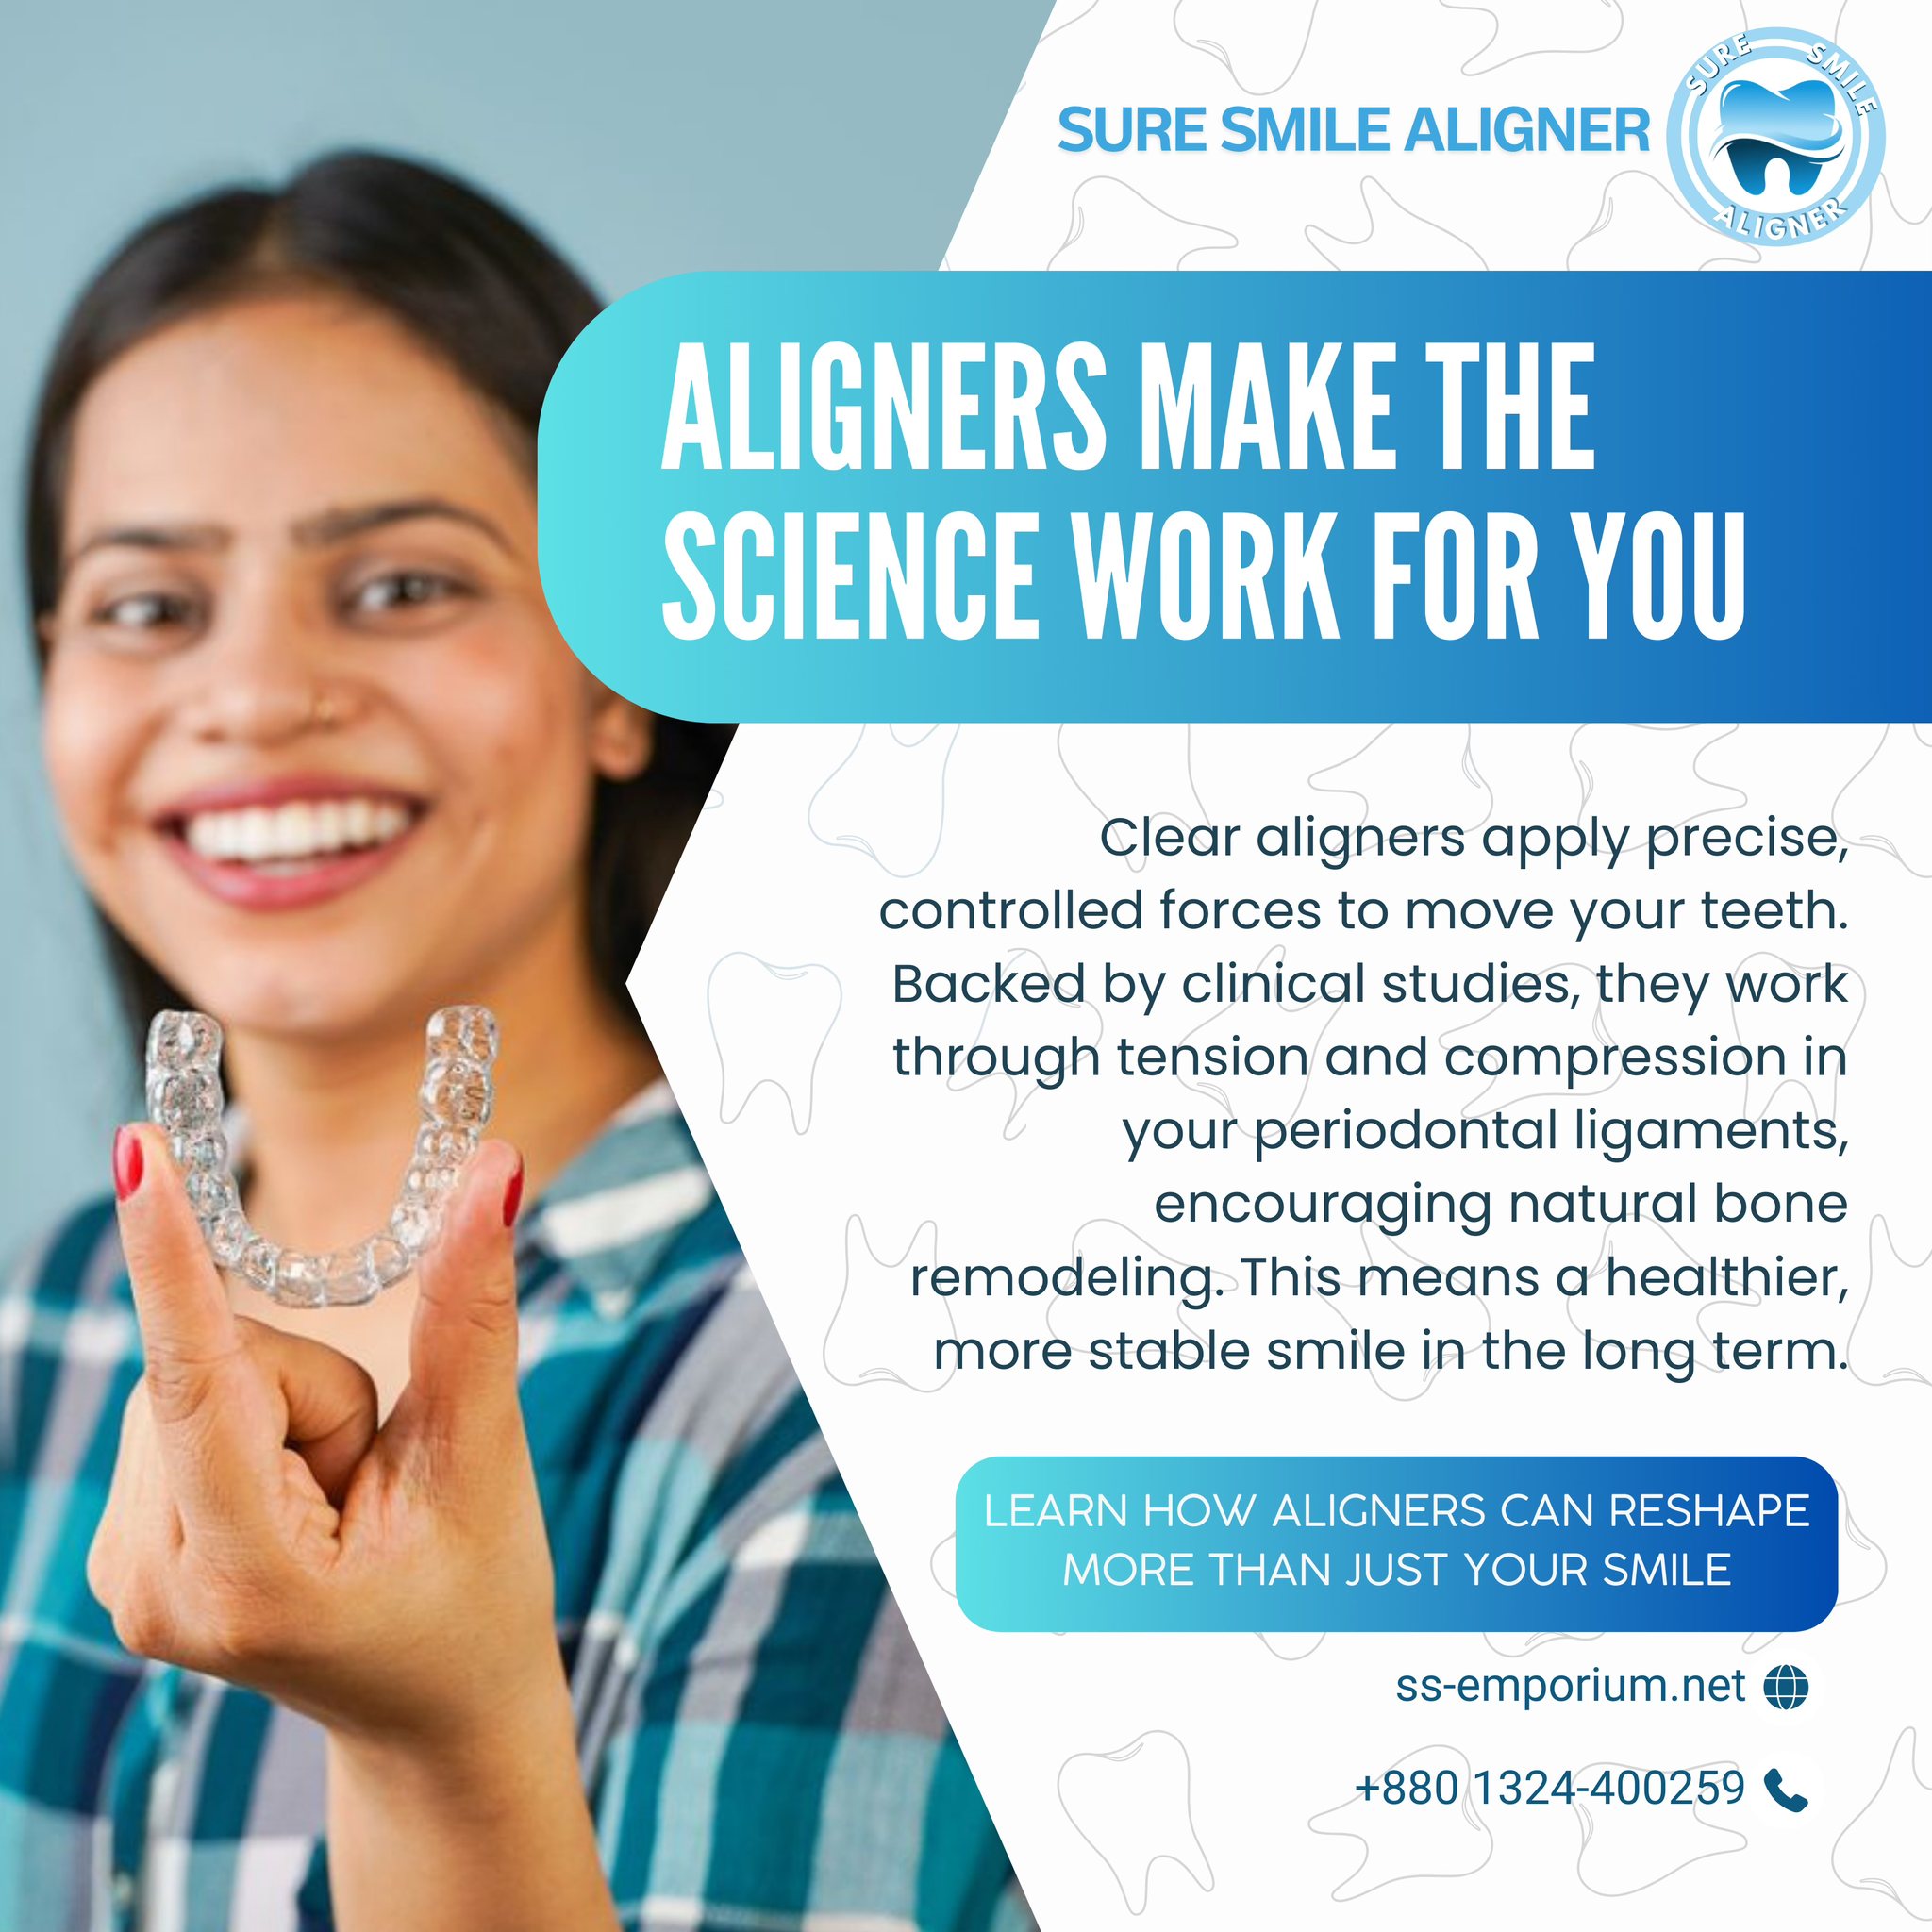 SURE SMILE ALIGNER
SURE SMILE
ALIGNER
ALIGNERS MAKE THE
SCIENCE WORK FOR YOU
Clear aligners apply precise,
controlled forces to move your teeth.
Backed by clinical studies, they work
through tension and compression in
your periodontal ligaments,
encouraging natural bone
remodeling. This means a healthier,
more stable smile in the long term.
LEARN HOW ALIGNERS CAN RESHAPE
MORE THAN JUST YOUR SMILE
ss-emporium.net
+880 1324-400259